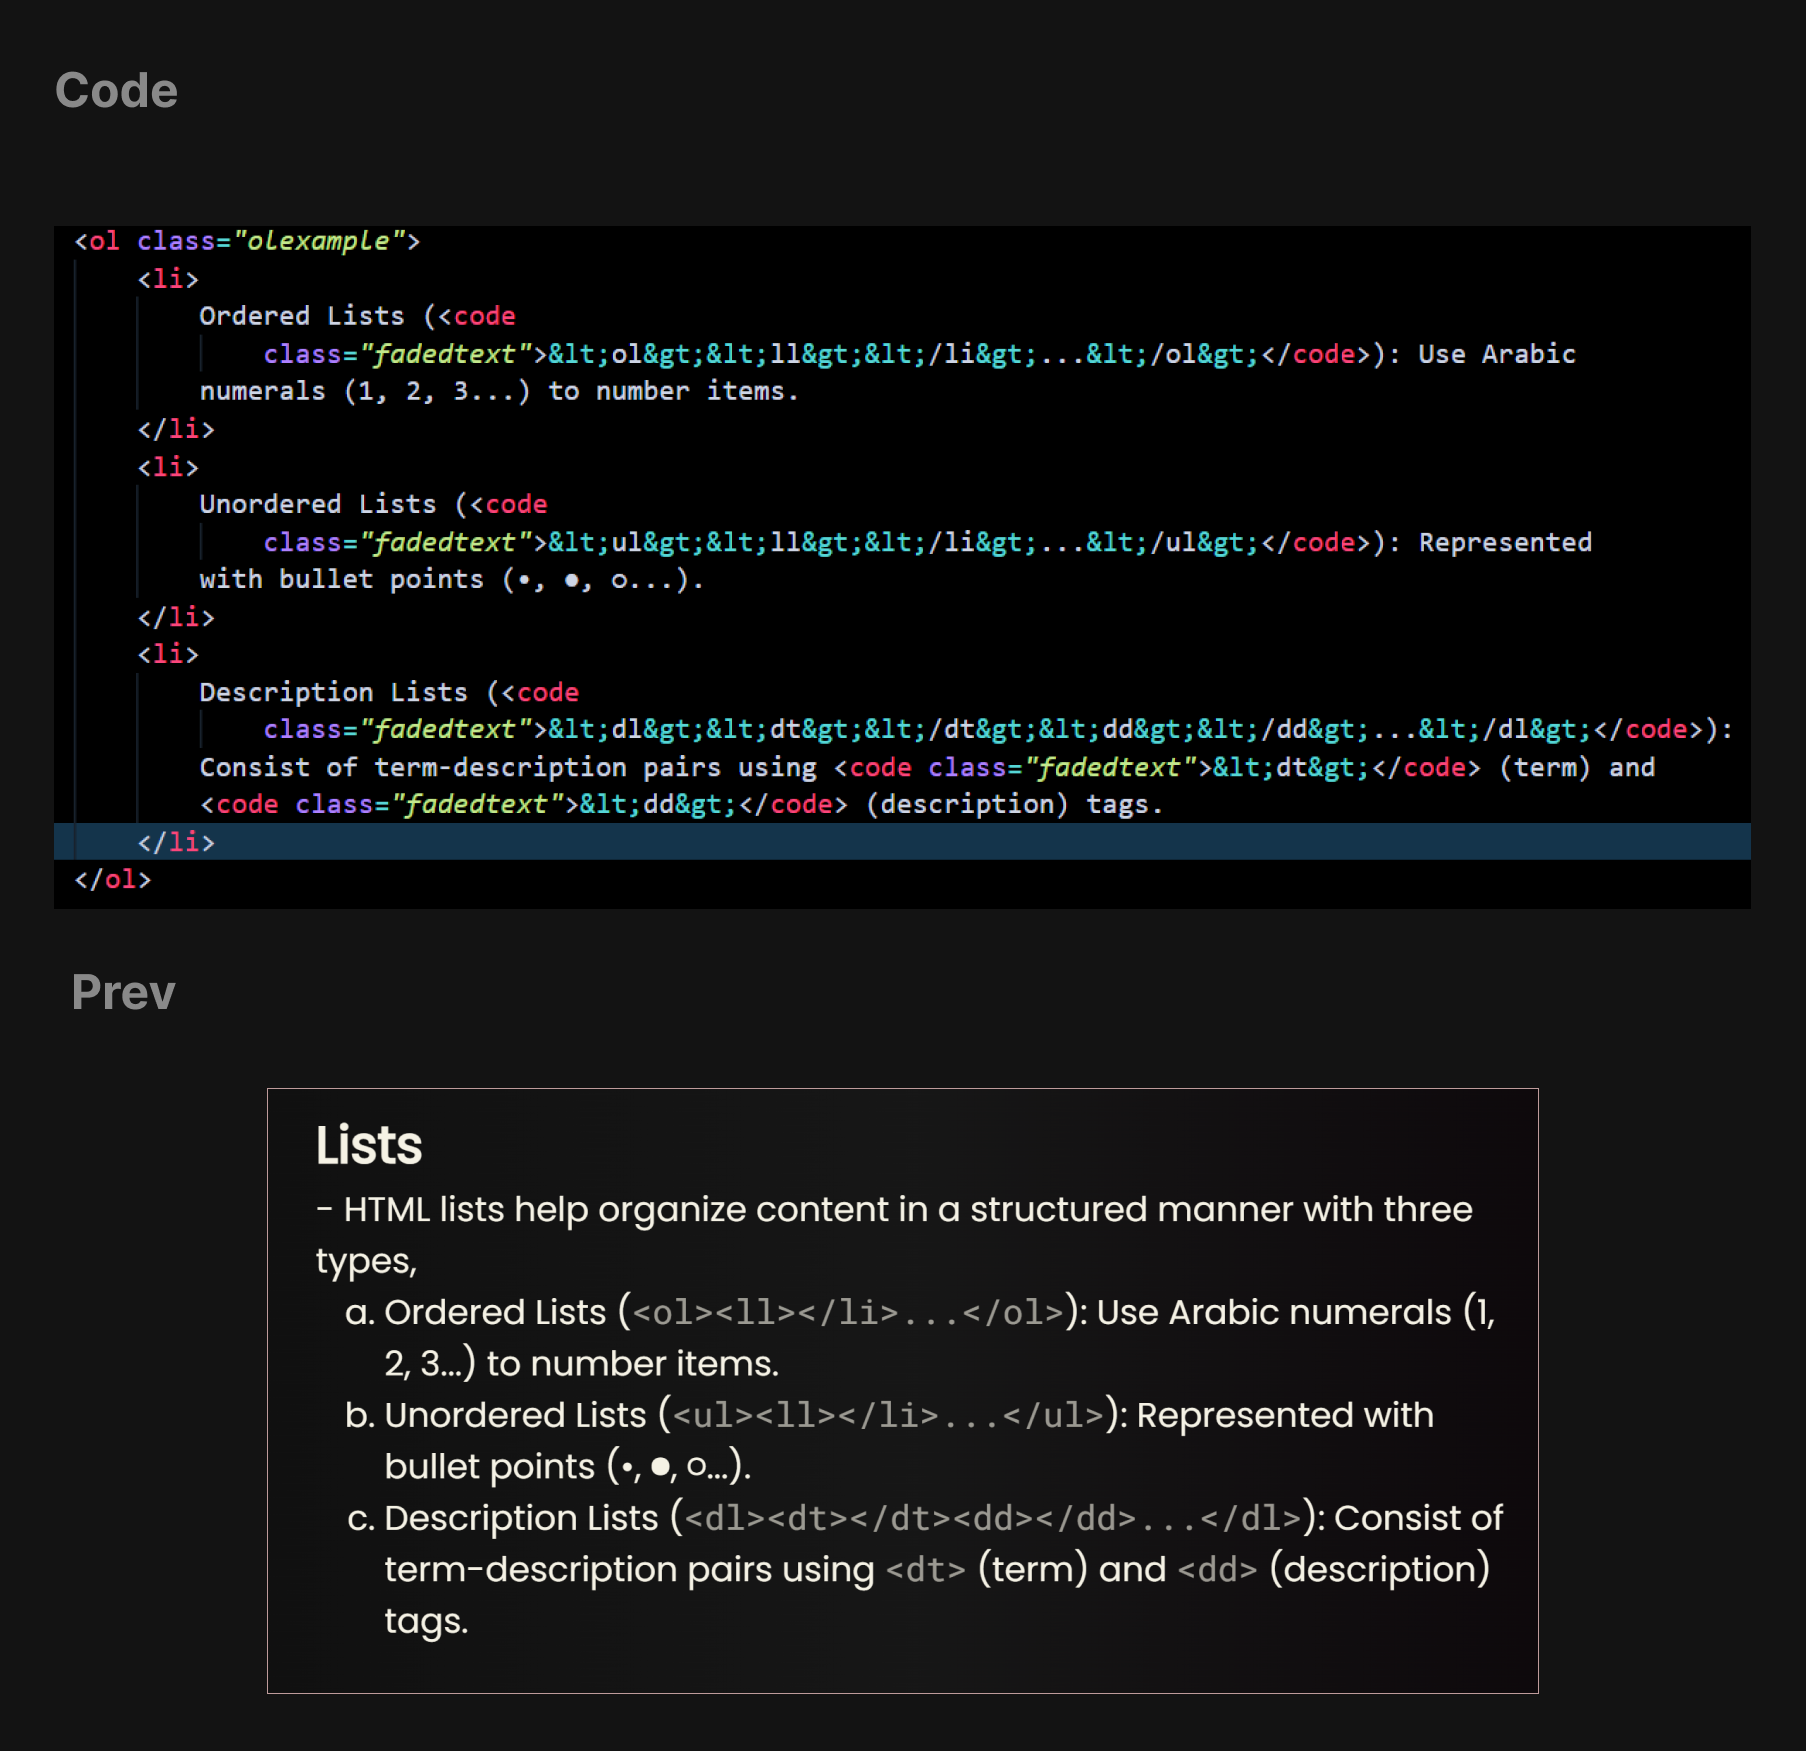 Code
<ol class="olexample">
<li>
Ordered Lists (<code
class="fadedtext">&lt;ol&gt;&lt;ll&gt;&lt;/li&gt;...&lt;/ol&gt;</code>): Use Arabic
numerals (1, 2, 3...) to number items.
</li>
<li>
Unordered Lists (<code
class="fadedtext">&lt;ul&gt;&lt;ll&gt;&lt;/li&gt;...&lt;/ul&gt;</code>): Represented
with bullet points (•, ●, ○...).
</li>
<li>
Description Lists (<code
class="fadedtext">&lt;dl&gt;&lt;dt&gt;&lt;/dt&gt;&lt;dd&gt;&lt;/dd&gt;...&lt;/dl&gt;</code>):
Consist of term-description pairs using <code class="fadedtext">&lt;dt&gt;</code> (term) and
<code class="fadedtext">&lt;dd&gt;</code> (description) tags.
</li>
</ol>
Prev
Lists
- HTML lists help organize content in a structured manner with three
types,
a. Ordered Lists (<ol><ll></li>...</ol>): Use Arabic numerals (1,
2, 3...) to number items.
b. Unordered Lists (<ul><ll></li>...</ul>): Represented with
bullet points (•, ●, ○...).
c. Description Lists (<dl><dt></dt><dd></dd>...</dl>): Consist of
term-description pairs using <dt> (term) and <dd> (description)
tags.